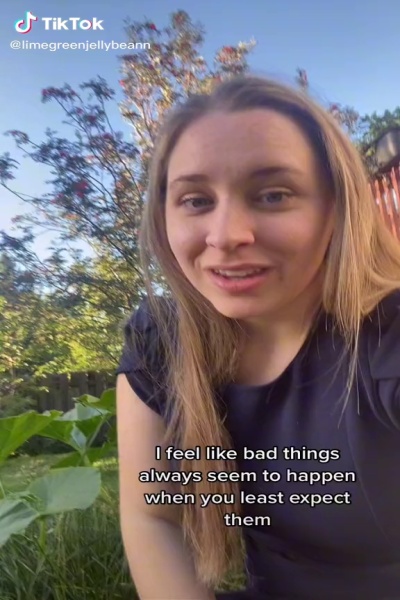 TikTok
@limegreenjellybeann
I feel like bad things
always seem to happen
when you least expect
them